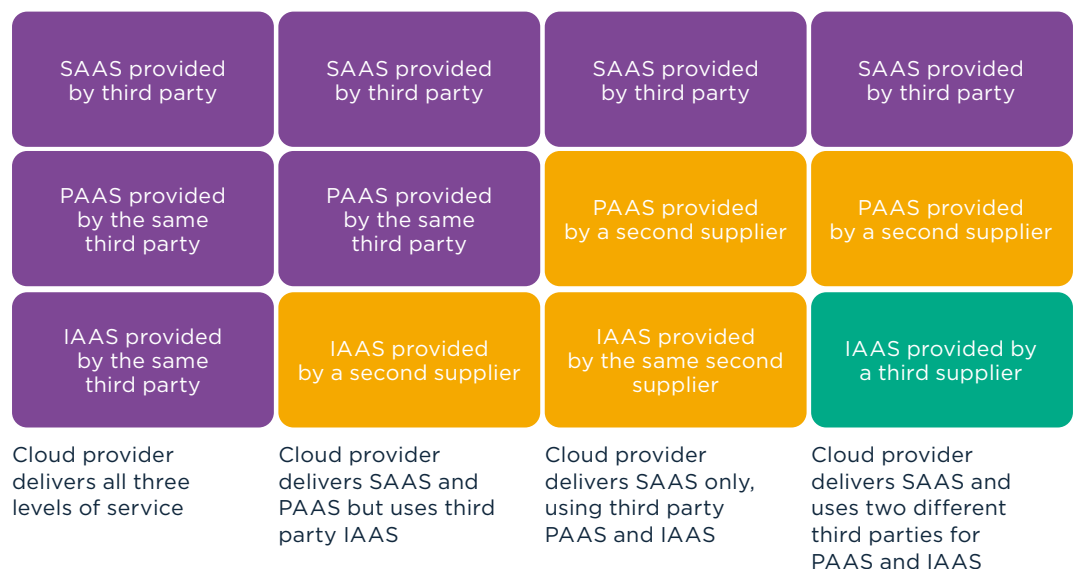 SAAS provided
by third party
SAAS provided
by third party
SAAS provided
by third party
SAAS provided
by third party
PAAS provided
by the same
third party
PAAS provided
by the same
third party
PAAS provided
by a second supplier
PAAS provided
by a second supplier
IAAS provided
by the same
third party
IAAS provided
by a second supplier
IAAS provided
by the same second
supplier
IAAS provided by
a third supplier
Cloud provider
delivers all three
levels of service
Cloud provider
delivers SAAS and
PAAS but uses third
party IAAS
Cloud provider
delivers SAAS only,
using third party
PAAS and IAAS
Cloud provider
delivers SAAS and
uses two different
third parties for
PAAS and IAAS